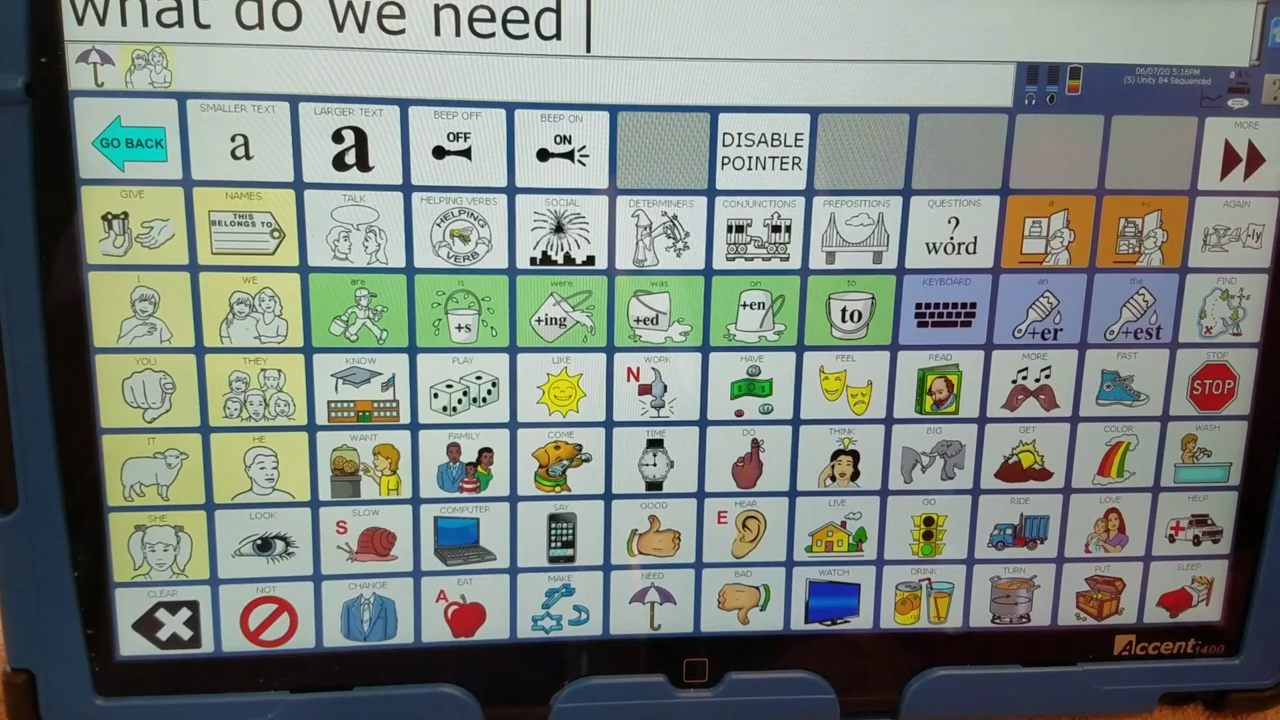 what do we need
06/07/20 5:16PM
(5) Unity 84 Sequenced
GO BACK SMALLER TEXT a LARGER TEXT a BEEP OFF OFF BEEP ON ON DISABLE POINTER MORE
GIVE NAMES THIS BELONGS TO TALK HELPING VERBS HELPING VERB SOCIAL DETERMINERS CONJUNCTIONS PREPOSITIONS QUESTIONS ? word a +s AGAIN -ly
I WE are is +s were +ing was +ed on +en to to KEYBOARD an +er the +est FIND
YOU THEY KNOW PLAY LIKE WORK N HAVE FEEL READ MORE FAST STOP STOP
IT HE WANT FAMILY COME TIME DO THINK BIG GET COLOR WASH
SHE LOOK SLOW S COMPUTER SAY GOOD HEAR E LIVE GO RIDE LOVE HELP
CLEAR NOT CHANGE EAT A MAKE NEED BAD WATCH DRINK TURN PUT SLEEP
Accent1400